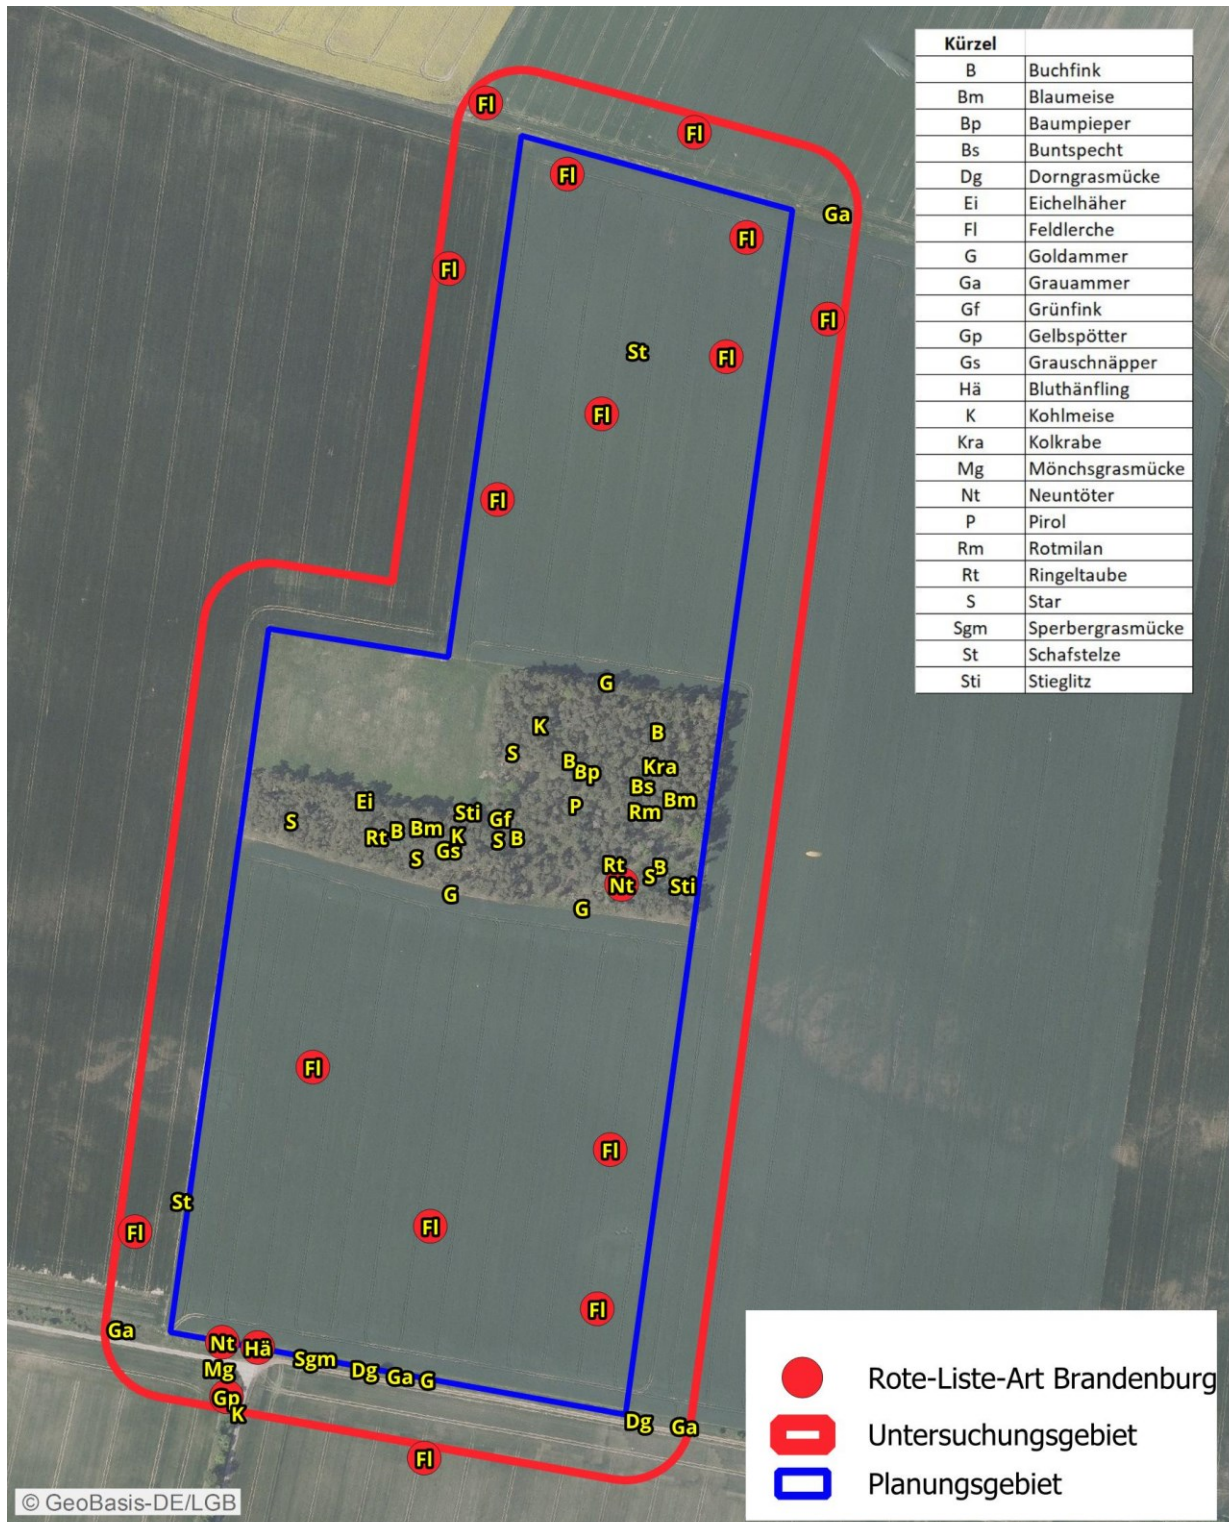 Kürzel
B Buchfink
Bm Blaumeise
Bp Baumpieper
Bs Buntspecht
Dg Dorngrasmücke
Ei Eichelhäher
Fl Feldlerche
G Goldammer
Ga Grauammer
Gf Grünfink
Gp Gelbspötter
Gs Grauschnäpper
Hä Bluthänfling
K Kohlmeise
Kra Kolkrabe
Mg Mönchsgrasmücke
Nt Neuntöter
P Pirol
Rm Rotmilan
Rt Ringeltaube
S Star
Sgm Sperbergrasmücke
St Schafstelze
Sti Stieglitz
Fl
Fl
Fl
Ga
Fl
Fl
Fl
St
Fl
Fl
Fl
G
K
B
S
B
Bp
Kra
Bs
Bm
P
Rm
Ei
Sti
Gf
S
Rt
B
Bm
K
S
B
Gs
S
Rt
B
S
Nt
Sti
G
G
Fl
Fl
St
Fl
Fl
Fl
Ga
Nt
Hä
Sgm
Mg
Dg
Ga
G
Gp
K
Dg
Ga
Fl
Rote-Liste-Art Brandenburg
Untersuchungsgebiet
Planungsgebiet
© GeoBasis-DE/LGB